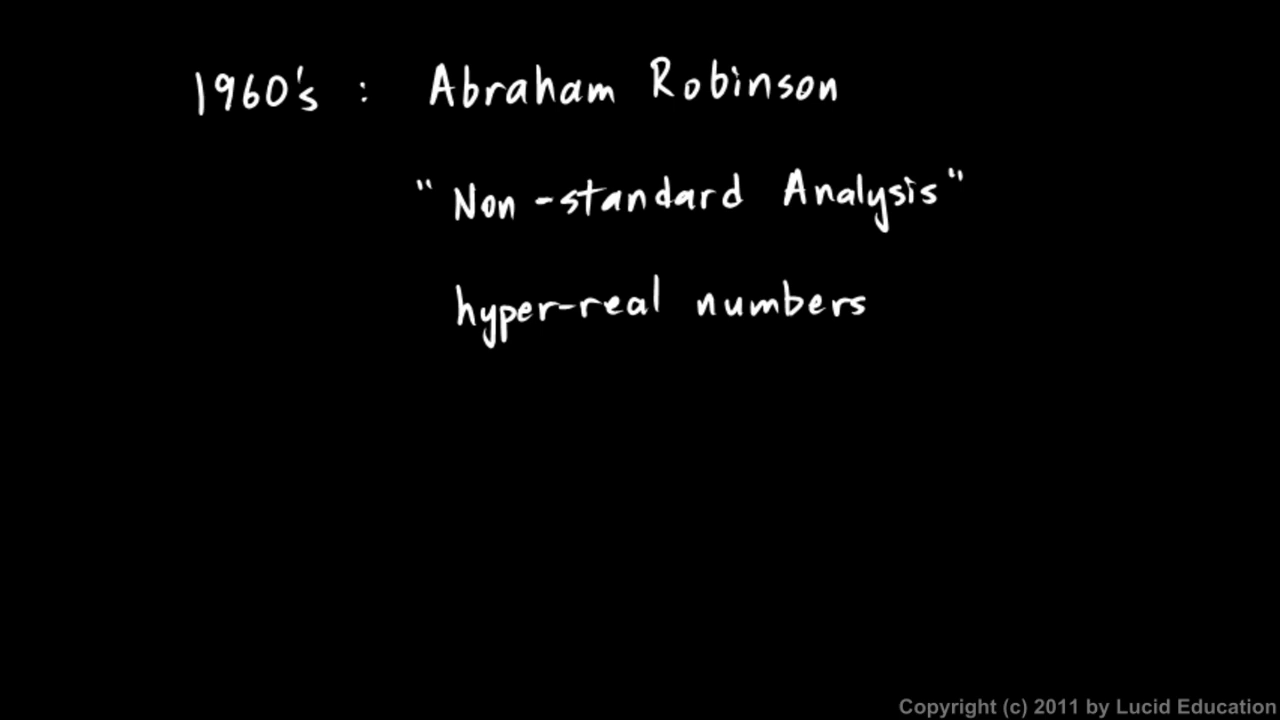 1960's : Abraham Robinson
"Non-standard Analysis"
hyper-real numbers
Copyright (c) 2011 by Lucid Education